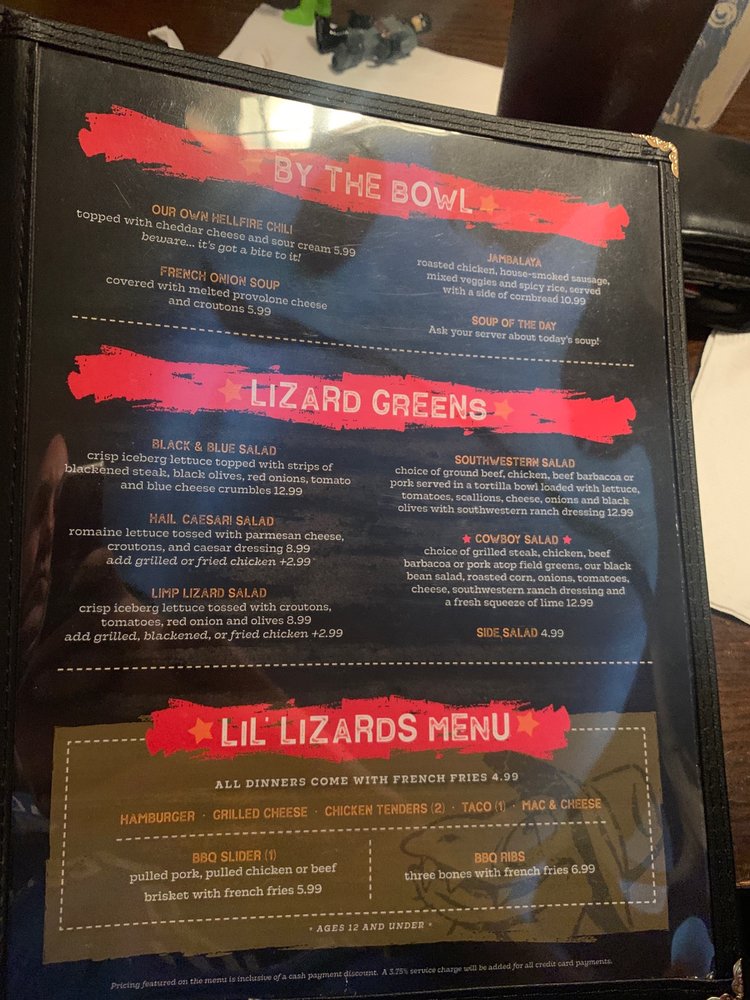 BY THE BOWL
OUR OWN HELLFIRE CHILI
topped with cheddar cheese and sour cream 5.99
beware... it's got a bite to it!
FRENCH ONION SOUP
covered with melted provolone cheese
and croutons 5.99
JAMBALAYA
roasted chicken, house-smoked sausage,
mixed veggies and spicy rice, served
with a side of cornbread 10.99
SOUP OF THE DAY
Ask your server about today's soup!
LIZARD GREENS
BLACK & BLUE SALAD
crisp iceberg lettuce topped with strips of
blackened steak, black olives, red onions, tomato
and blue cheese crumbles 12.99
HAIL CAESAR! SALAD
romaine lettuce tossed with parmesan cheese,
croutons, and caesar dressing 8.99
add grilled or fried chicken +2.99
LIMP LIZARD SALAD
crisp iceberg lettuce tossed with croutons,
tomatoes, red onion and olives 8.99
add grilled, blackened, or fried chicken +2.99
SOUTHWESTERN SALAD
choice of ground beef, chicken, beef barbacoa or
pork served in a tortilla bowl loaded with lettuce,
tomatoes, scallions, cheese, onions and black
olives with southwestern ranch dressing 12.99
★ COWBOY SALAD ★
choice of grilled steak, chicken, beef
barbacoa or pork atop field greens, our black
bean salad, roasted corn, onions, tomatoes,
cheese, southwestern ranch dressing and
a fresh squeeze of lime 12.99
SIDE SALAD 4.99
LIL' LIZARDS MENU
ALL DINNERS COME WITH FRENCH FRIES 4.99
HAMBURGER · GRILLED CHEESE · CHICKEN TENDERS (2) · TACO (1) · MAC & CHEESE
BBQ SLIDER (1)
pulled pork, pulled chicken or beef
brisket with french fries 5.99
BBQ RIBS
three bones with french fries 6.99
• AGES 12 AND UNDER •
Pricing featured on the menu is inclusive of a cash payment discount. A 3.75% service charge will be added for all credit card payments.